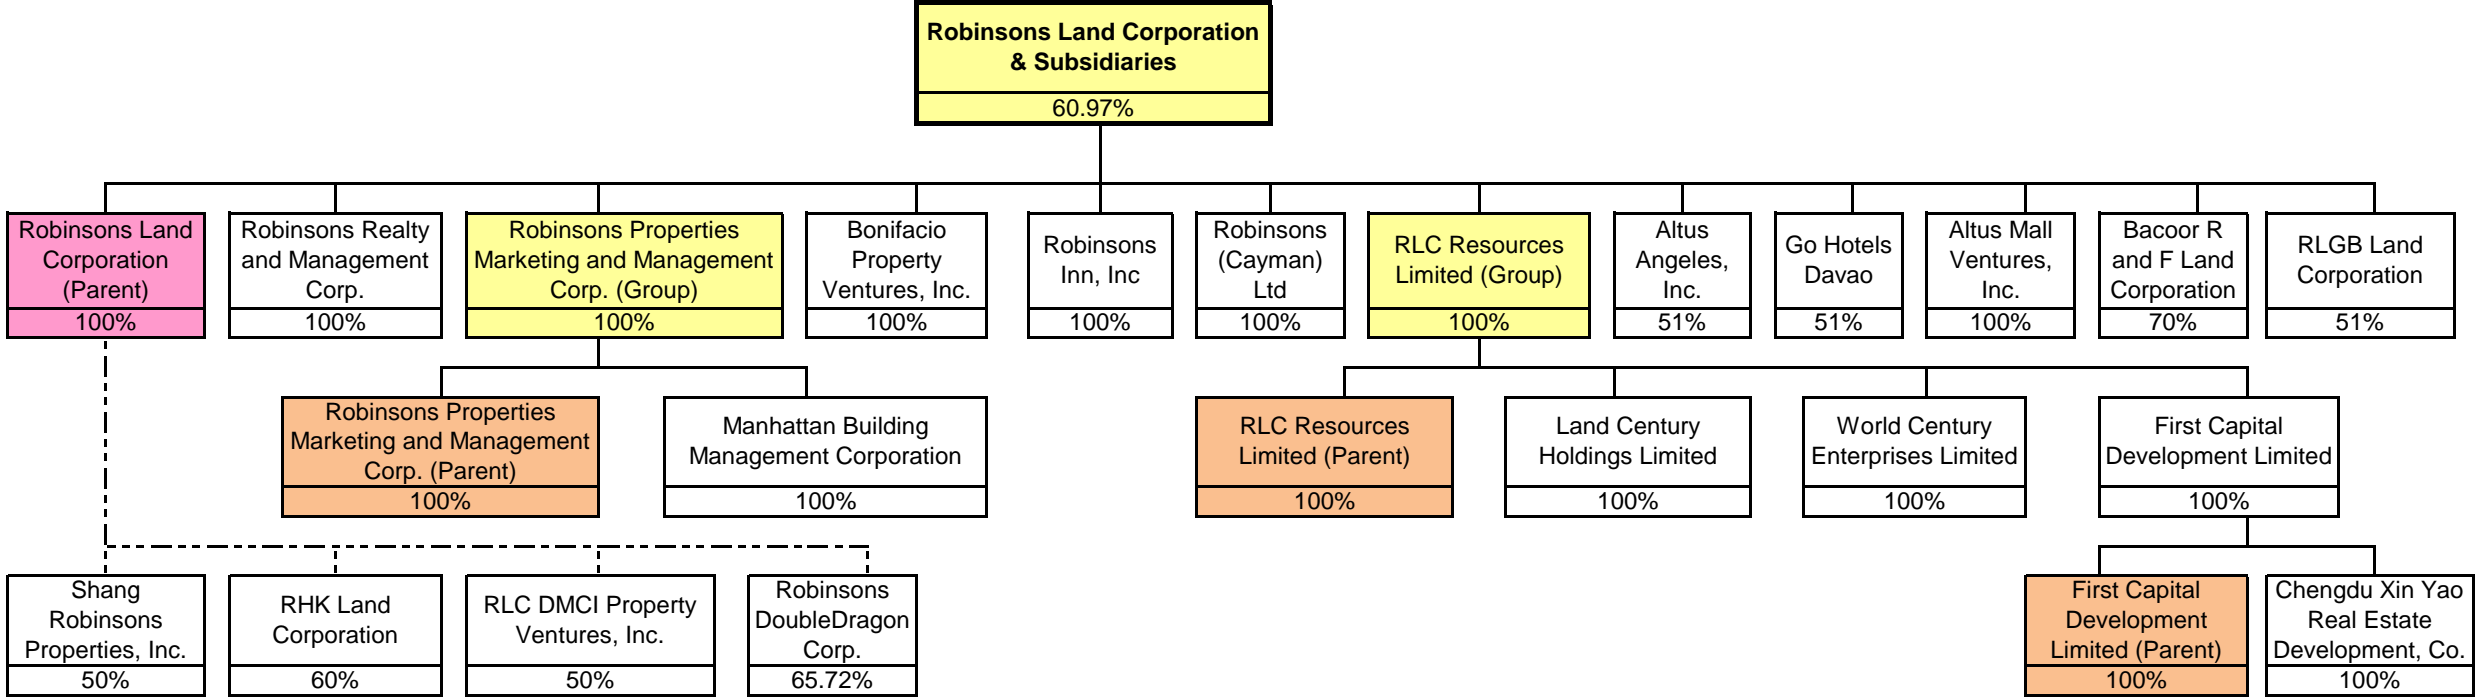 Robinsons Land Corporation
& Subsidiaries
60.97%
Robinsons Land
Corporation
(Parent)
100%
Robinsons Realty
and Management
Corp.
100%
Robinsons Properties
Marketing and Management
Corp. (Group)
100%
Bonifacio
Property
Ventures, Inc.
100%
Robinsons
Inn, Inc
100%
Robinsons
(Cayman)
Ltd
100%
RLC Resources
Limited (Group)
100%
Altus
Angeles,
Inc.
51%
Go Hotels
Davao
51%
Altus Mall
Ventures,
Inc.
100%
Bacoor R
and F Land
Corporation
70%
RLGB Land
Corporation
51%
Robinsons Properties
Marketing and Management
Corp. (Parent)
100%
Manhattan Building
Management Corporation
100%
RLC Resources
Limited (Parent)
100%
Land Century
Holdings Limited
100%
World Century
Enterprises Limited
100%
First Capital
Development Limited
100%
Shang
Robinsons
Properties, Inc.
50%
RHK Land
Corporation
60%
RLC DMCI Property
Ventures, Inc.
50%
Robinsons
DoubleDragon
Corp.
65.72%
First Capital
Development
Limited (Parent)
100%
Chengdu Xin Yao
Real Estate
Development, Co.
100%